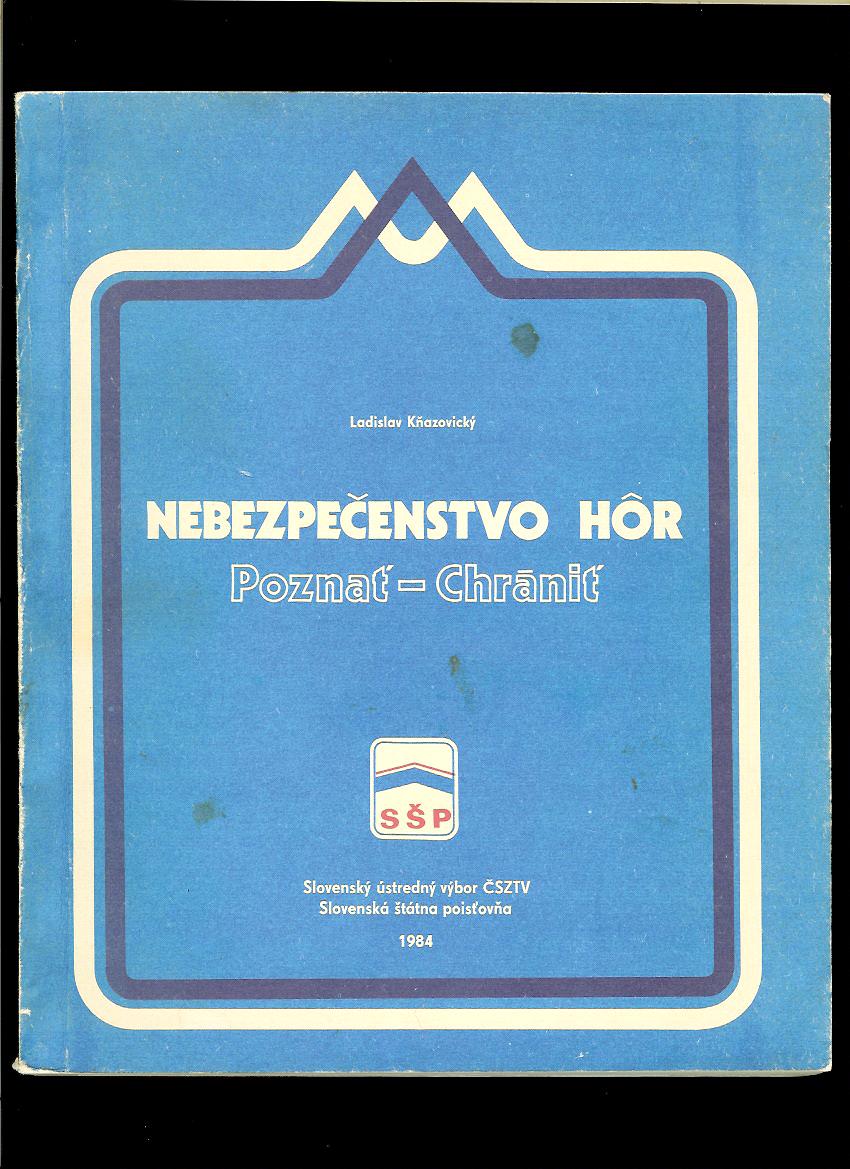 Ladislav Kňazovický
NEBEZPEČENSTVO HÔR
Poznať – Chrániť
SŠP
Slovenský ústredný výbor ČSZTV
Slovenská štátna poisťovňa
1984